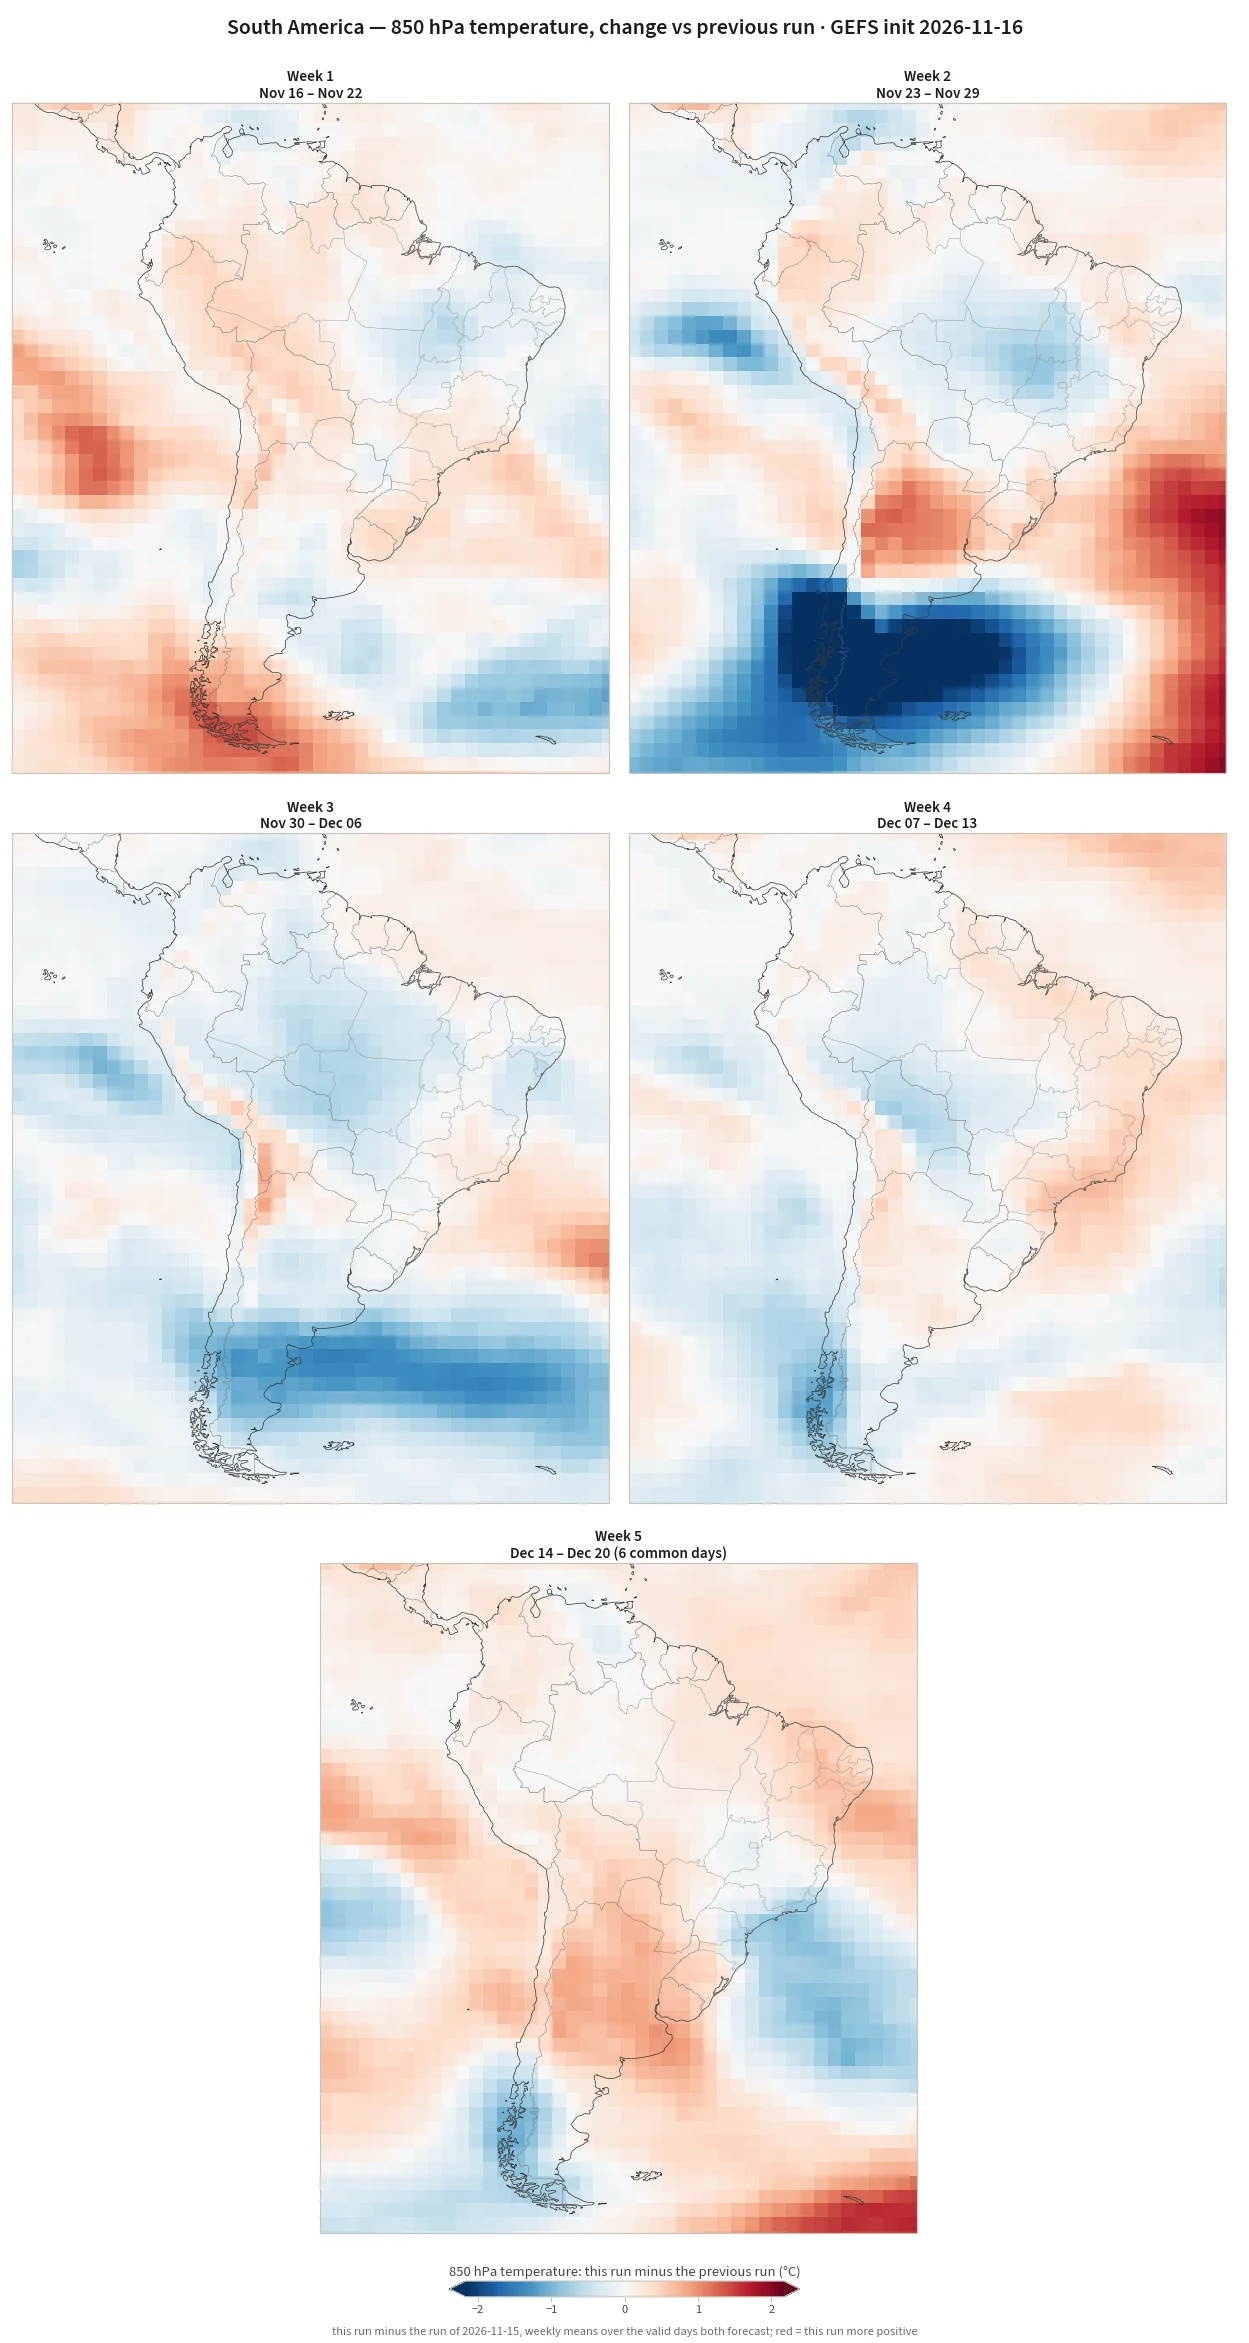 South America — 850 hPa temperature, change vs previous run · GEFS init 2026-11-16
Week 1
Nov 16 – Nov 22
Week 2
Nov 23 – Nov 29
Week 3
Nov 30 – Dec 06
Week 4
Dec 07 – Dec 13
Week 5
Dec 14 – Dec 20 (6 common days)
850 hPa temperature: this run minus the previous run (°C)
−2 −1 0 1 2
this run minus the run of 2026-11-15, weekly means over the valid days both forecast; red = this run more positive